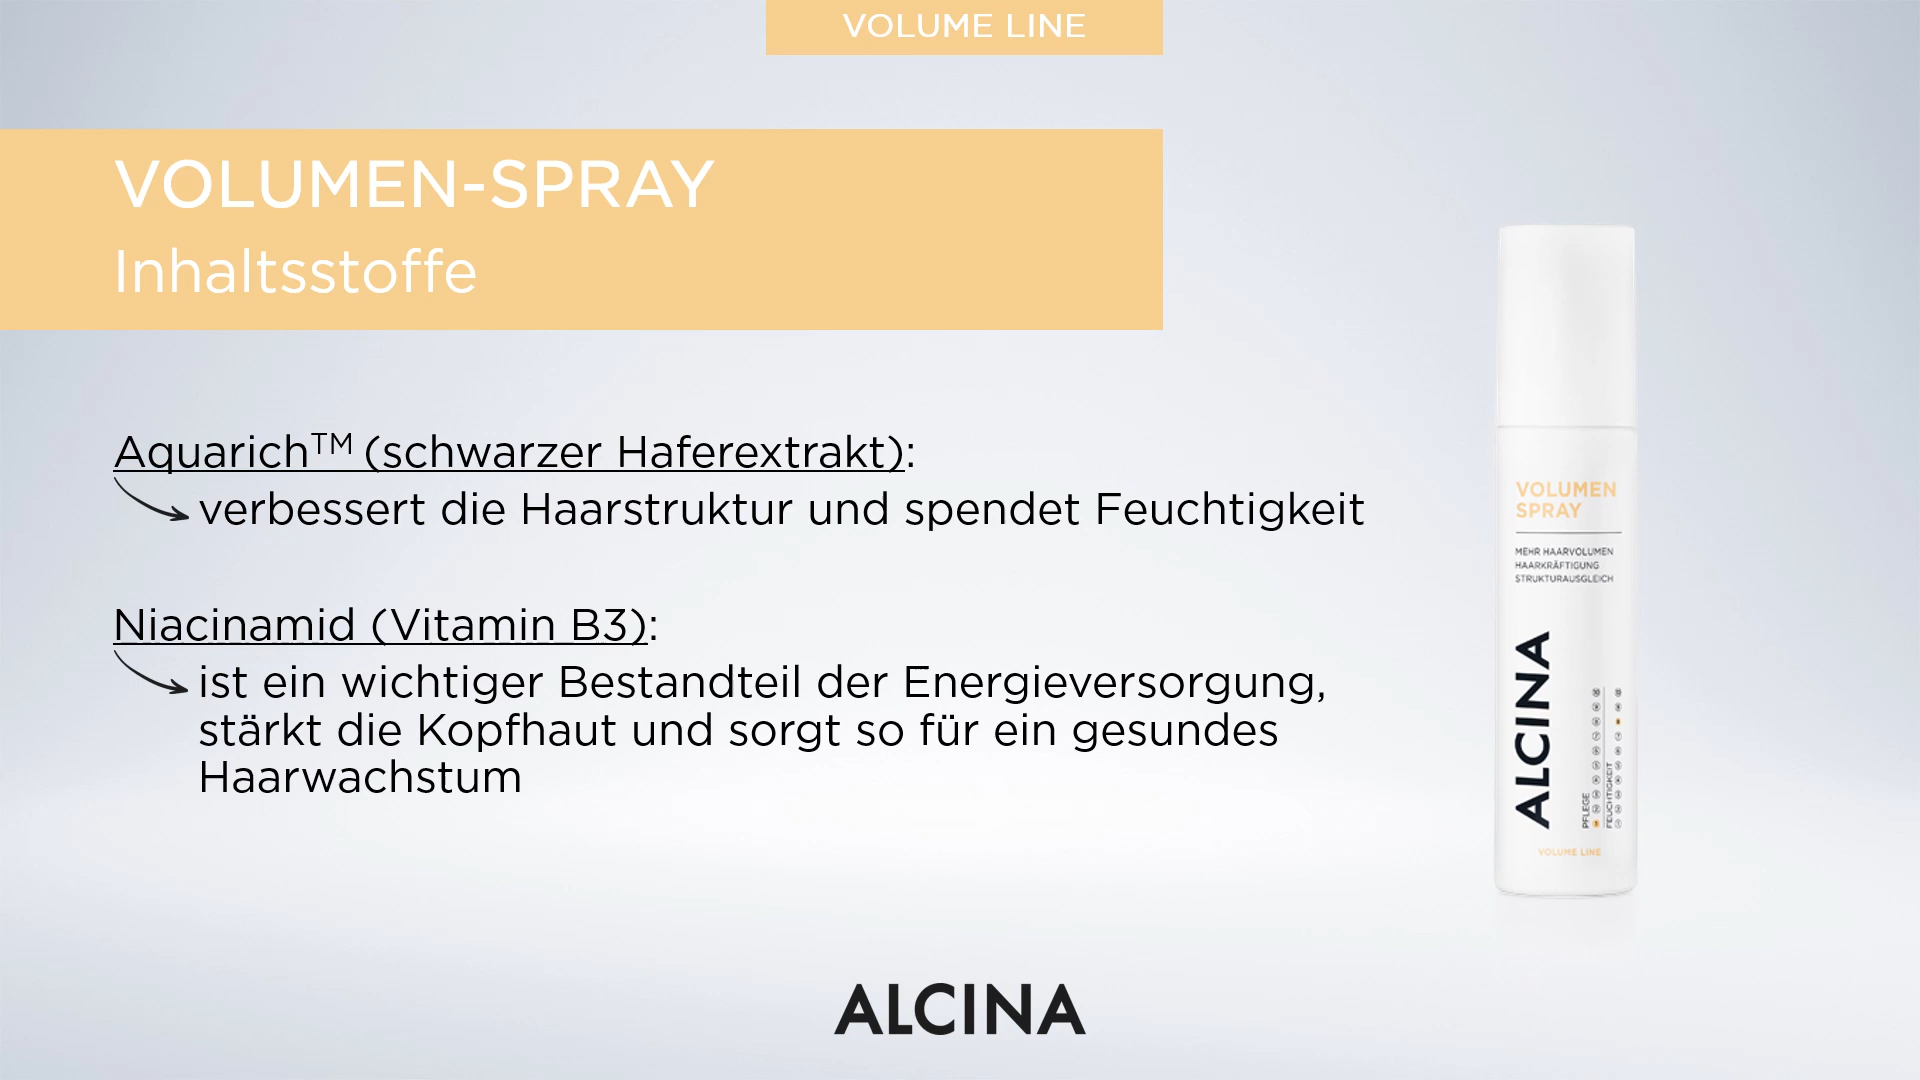 VOLUME LINE
VOLUMEN-SPRAY
Inhaltsstoffe
Aquarich™ (schwarzer Haferextrakt):
verbessert die Haarstruktur und spendet Feuchtigkeit
Niacinamid (Vitamin B3):
ist ein wichtiger Bestandteil der Energieversorgung,
stärkt die Kopfhaut und sorgt so für ein gesundes
Haarwachstum
VOLUMEN
SPRAY
MEHR HAARVOLUMEN
HAARKRÄFTIGUNG
STRUKTURAUSGLEICH
ALCINA
PFLEGE
FEUCHTIGKEIT
VOLUME LINE
ALCINA